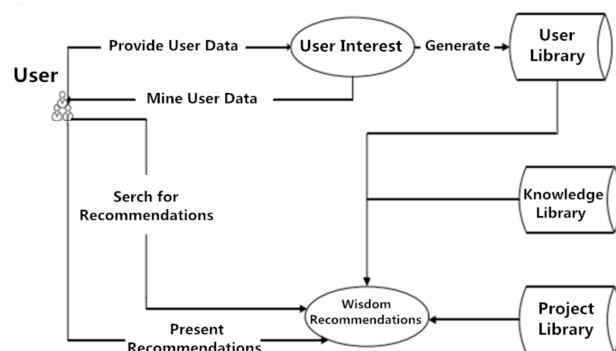 Provide User Data
User Interest
Generate
User
Library
User
Mine User Data
Serch for
Recommendations
Knowledge
Library
Wisdom
Recommendations
Project
Library
Present
Recommendations